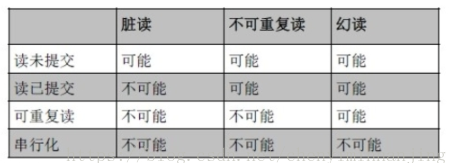 脏读 不可重复读 幻读
读未提交 可能 可能 可能
读已提交 不可能 可能 可能
可重复读 不可能 不可能 可能
串行化 不可能 不可能 不可能